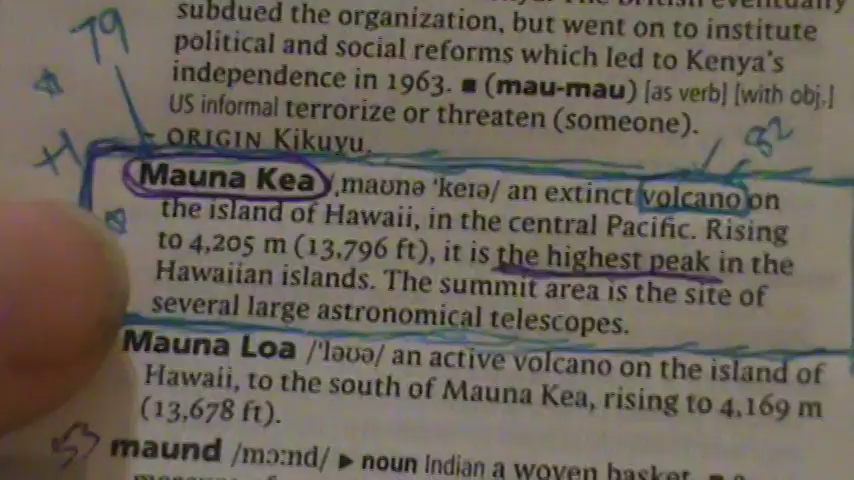 subdued the organization, but went on to institute
political and social reforms which led to Kenya's
independence in 1963. ■ (mau-mau) [as verb] [with obj.]
US informal terrorize or threaten (someone).
– ORIGIN Kikuyu.
79
82
Mauna Kea /ˌmaʊnə ˈkeɪə/ an extinct volcano on
the island of Hawaii, in the central Pacific. Rising
to 4,205 m (13,796 ft), it is the highest peak in the
Hawaiian islands. The summit area is the site of
several large astronomical telescopes.
Mauna Loa /ˈləʊə/ an active volcano on the island of
Hawaii, to the south of Mauna Kea, rising to 4,169 m
(13,678 ft).
maund /mɔːnd/ ▶ noun Indian a woven basket. ■ a